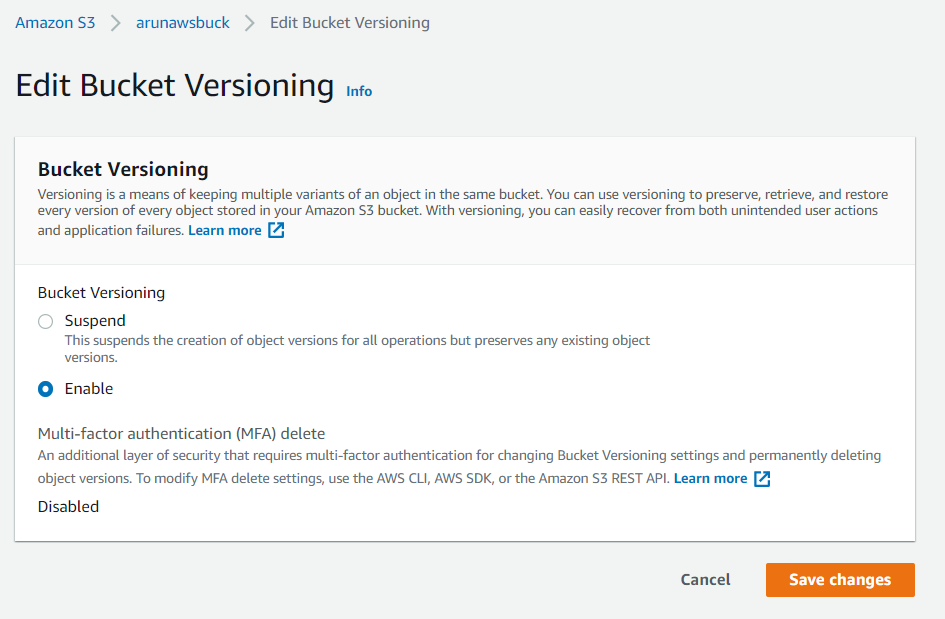 Amazon S3 > arunawsbuck > Edit Bucket Versioning
Edit Bucket Versioning Info
Bucket Versioning
Versioning is a means of keeping multiple variants of an object in the same bucket. You can use versioning to preserve, retrieve, and restore
every version of every object stored in your Amazon S3 bucket. With versioning, you can easily recover from both unintended user actions
and application failures. Learn more
Bucket Versioning
Suspend
This suspends the creation of object versions for all operations but preserves any existing object
versions.
Enable
Multi-factor authentication (MFA) delete
An additional layer of security that requires multi-factor authentication for changing Bucket Versioning settings and permanently deleting
object versions. To modify MFA delete settings, use the AWS CLI, AWS SDK, or the Amazon S3 REST API. Learn more
Disabled
Cancel Save changes